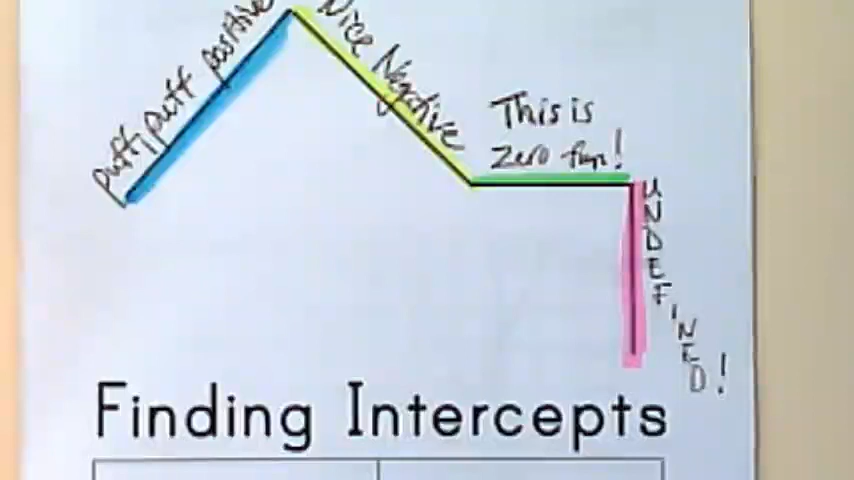 puff, puff positive
Nice Negative
This is
zero fun!
UNDEFINED!
Finding Intercepts